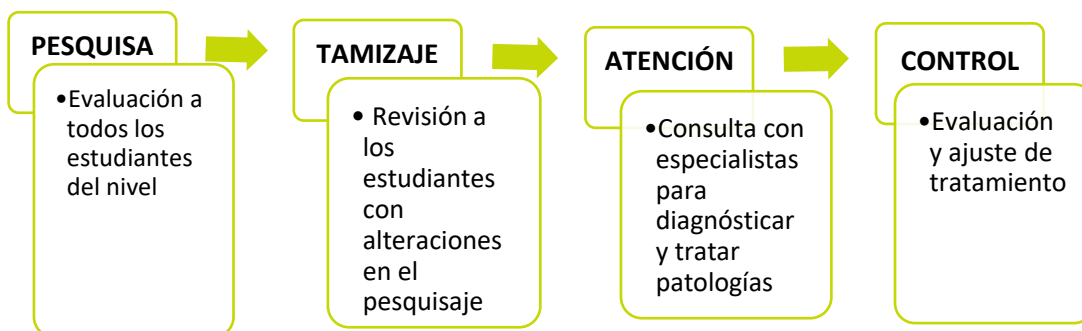 PESQUISA
•Evaluación a
todos los
estudiantes
del nivel
TAMIZAJE
• Revisión a
los
estudiantes
con
alteraciones
en el
pesquisaje
ATENCIÓN
•Consulta con
especialistas
para
diagnósticar
y tratar
patologías
CONTROL
•Evaluación
y ajuste de
tratamiento